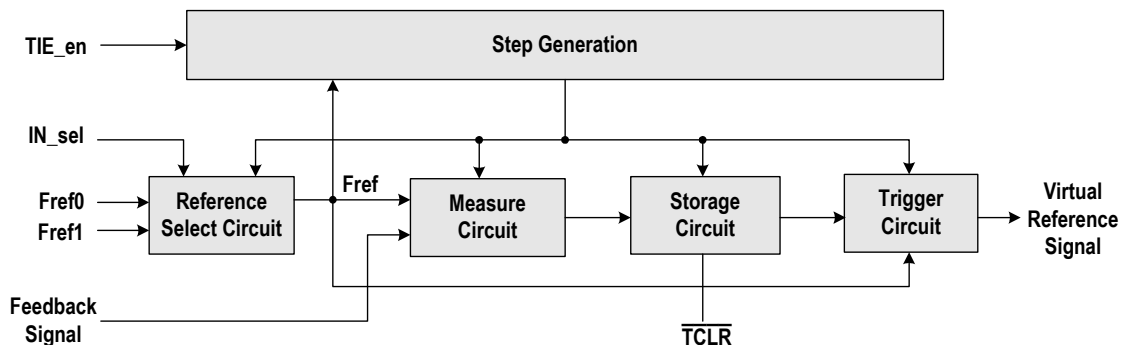 Step Generation
TIE_en
IN_sel
Fref0
Fref1
Reference
Select Circuit
Fref
Measure
Circuit
Storage
Circuit
Trigger
Circuit
Virtual
Reference
Signal
Feedback
Signal
TCLR